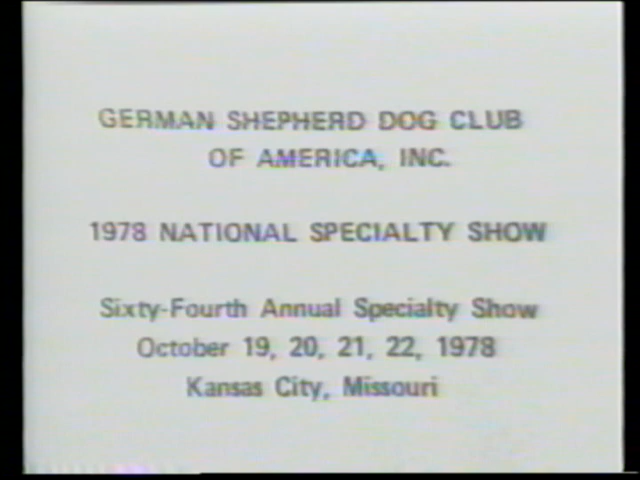 GERMAN SHEPHERD DOG CLUB
OF AMERICA, INC.
1978 NATIONAL SPECIALTY SHOW
Sixty-Fourth Annual Specialty Show
October 19, 20, 21, 22, 1978
Kansas City, Missouri